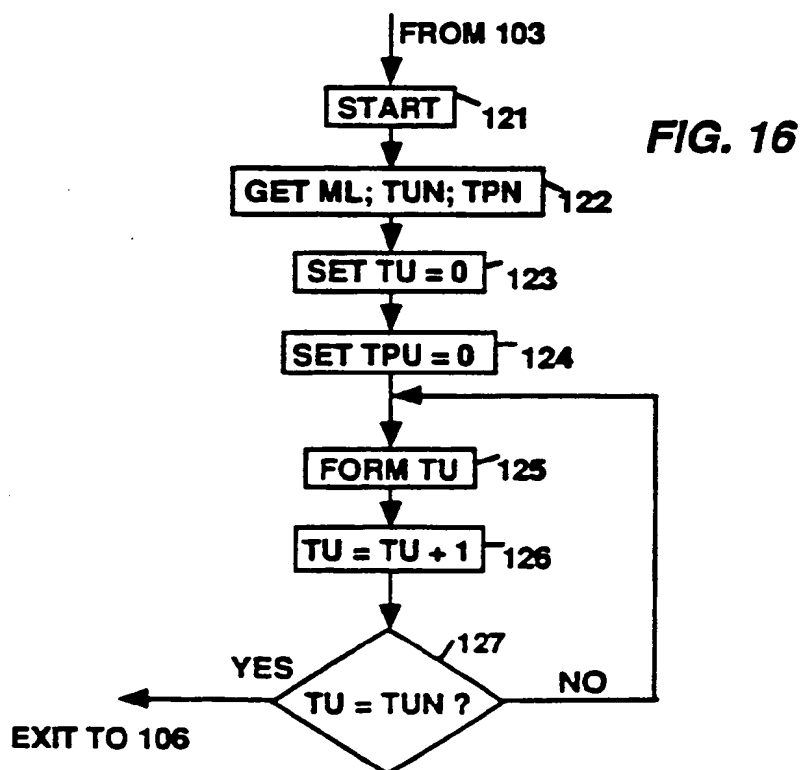 FROM 103
START
121
FIG. 16
GET ML; TUN; TPN
122
SET TU = 0
123
SET TPU = 0
124
FORM TU
125
TU = TU + 1
126
127
YES
TU = TUN ?
NO
EXIT TO 106